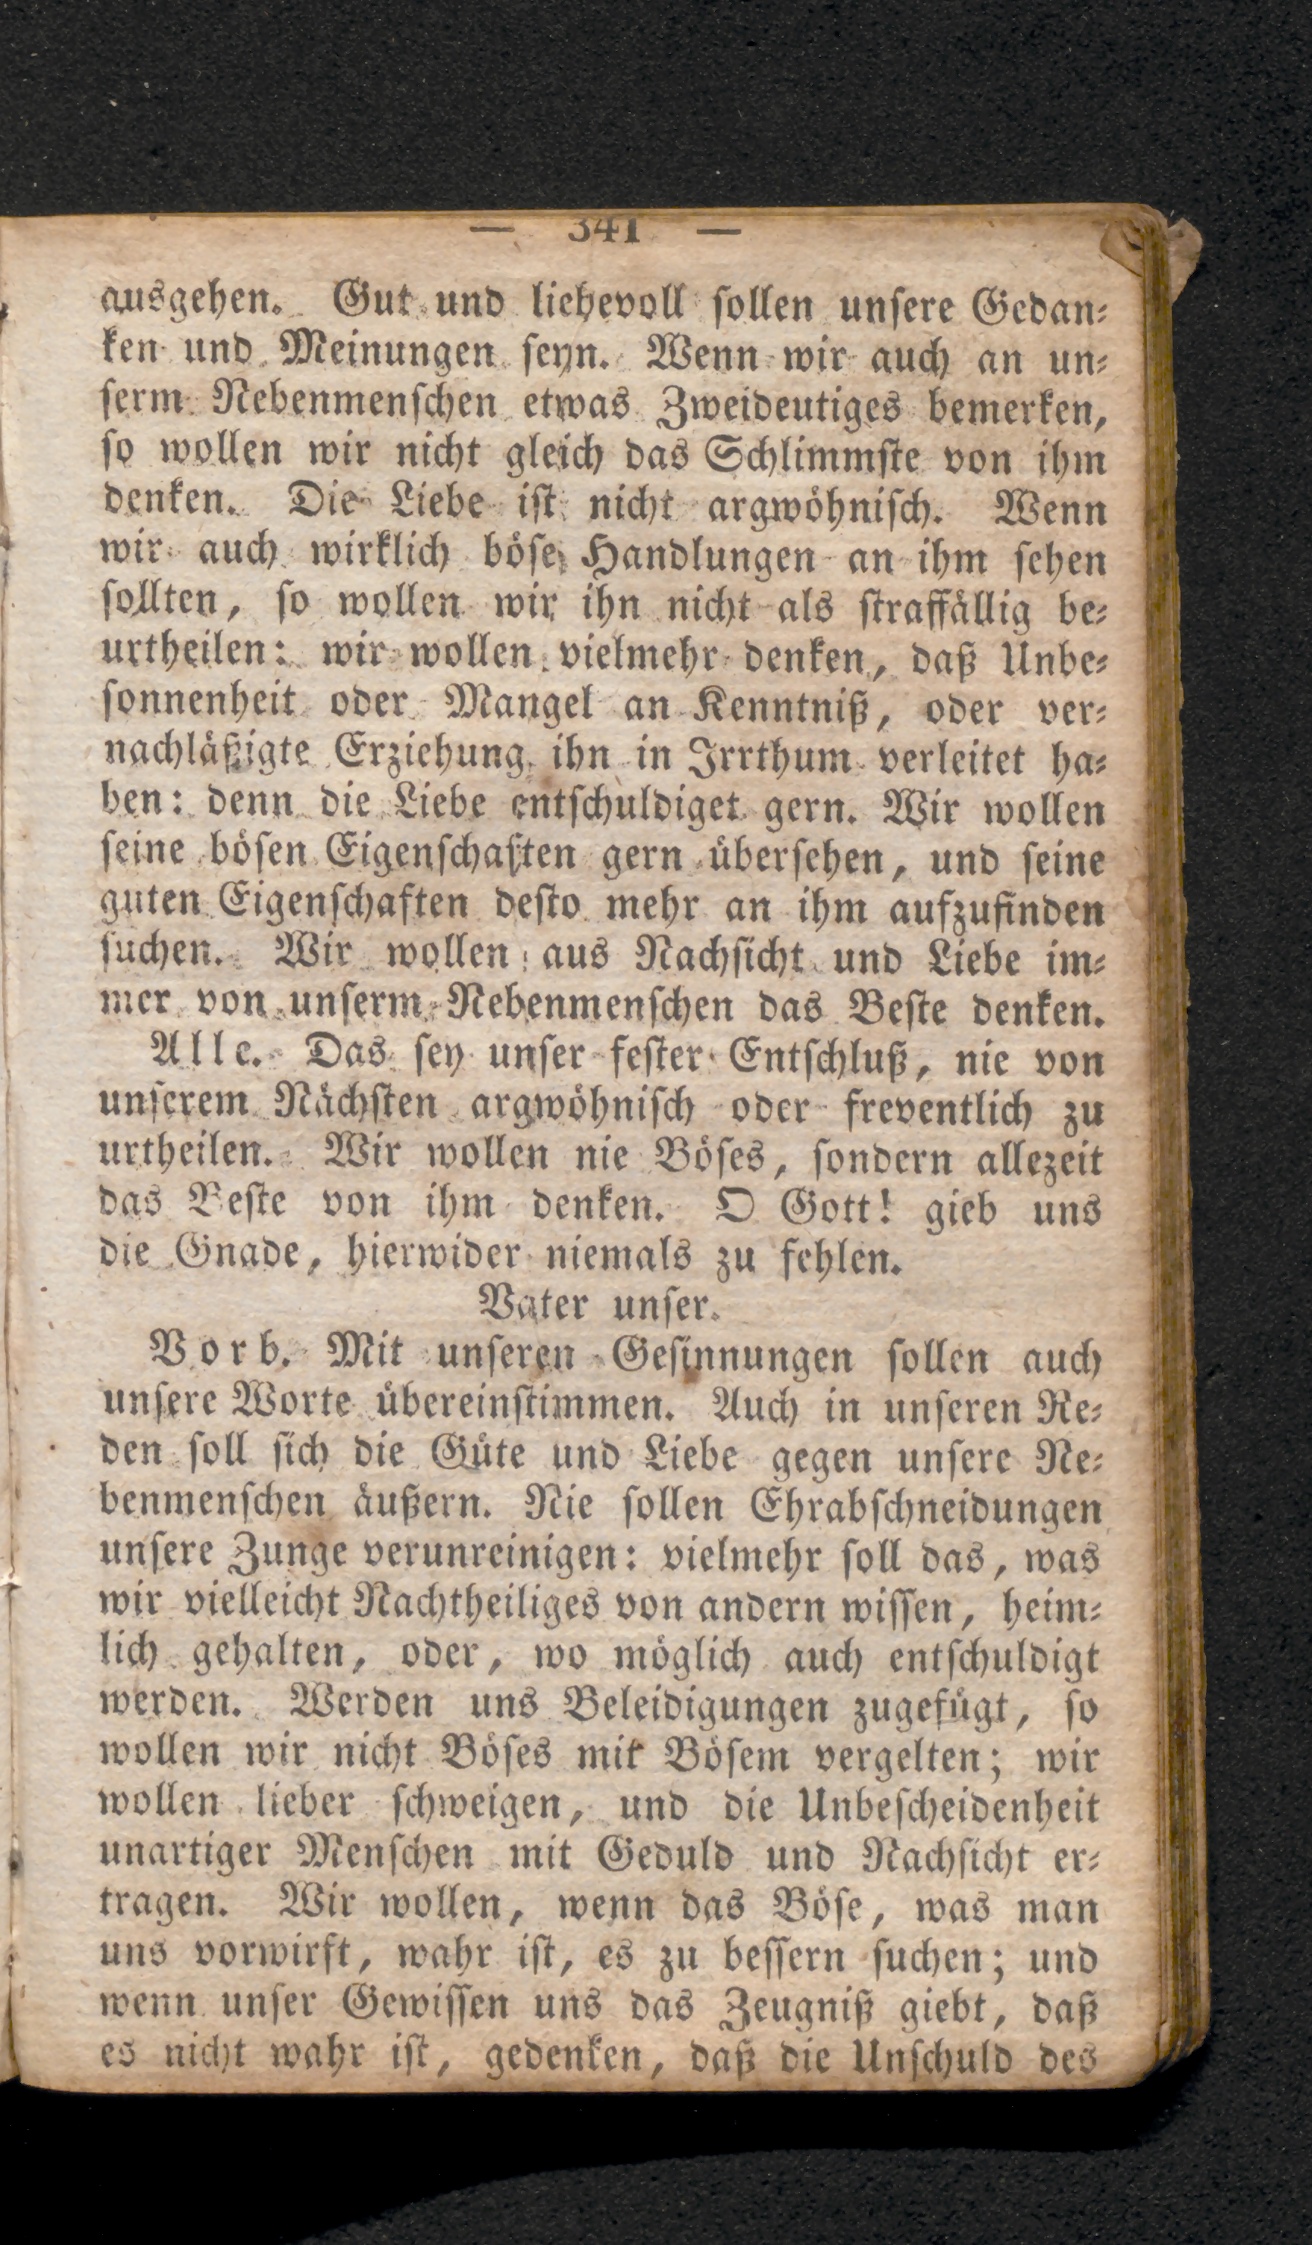 — 341 —
ausgehen. Gut und liebevoll sollen unsere Gedan-
ken und Meinungen seyn. Wenn wir auch an un-
serm Nebenmenschen etwas Zweideutiges bemerken,
so wollen wir nicht gleich das Schlimmste von ihm
denken. Die Liebe ist nicht argwöhnisch. Wenn
wir auch wirklich böse Handlungen an ihm sehen
sollten, so wollen wir ihn nicht als straffällig be-
urtheilen: wir wollen vielmehr denken, daß Unbe-
sonnenheit oder Mangel an Kenntniß, oder ver-
nachläßigte Erziehung ihn in Irrthum verleitet ha-
ben: denn die Liebe entschuldiget gern. Wir wollen
seine bösen Eigenschaften gern übersehen, und seine
guten Eigenschaften desto mehr an ihm aufzufinden
suchen. Wir wollen aus Nachsicht und Liebe im-
mer von unserm Nebenmenschen das Beste denken.
Alle. Das sey unser fester Entschluß, nie von
unserem Nächsten argwöhnisch oder freventlich zu
urtheilen. Wir wollen nie Böses, sondern allezeit
das Beste von ihm denken. O Gott! gieb uns
die Gnade, hierwider niemals zu fehlen.
Vater unser.
Vorb. Mit unseren Gesinnungen sollen auch
unsere Worte übereinstimmen. Auch in unseren Re-
den soll sich die Güte und Liebe gegen unsere Ne-
benmenschen äußern. Nie sollen Ehrabschneidungen
unsere Zunge verunreinigen: vielmehr soll das, was
wir vielleicht Nachtheiliges von andern wissen, heim-
lich gehalten, oder, wo möglich auch entschuldigt
werden. Werden uns Beleidigungen zugefügt, so
wollen wir nicht Böses mit Bösem vergelten; wir
wollen lieber schweigen, und die Unbescheidenheit
unartiger Menschen mit Geduld und Nachsicht er-
tragen. Wir wollen, wenn das Böse, was man
uns vorwirft, wahr ist, es zu bessern suchen; und
wenn unser Gewissen uns das Zeugniß giebt, daß
es nicht wahr ist, gedenken, daß die Unschuld des